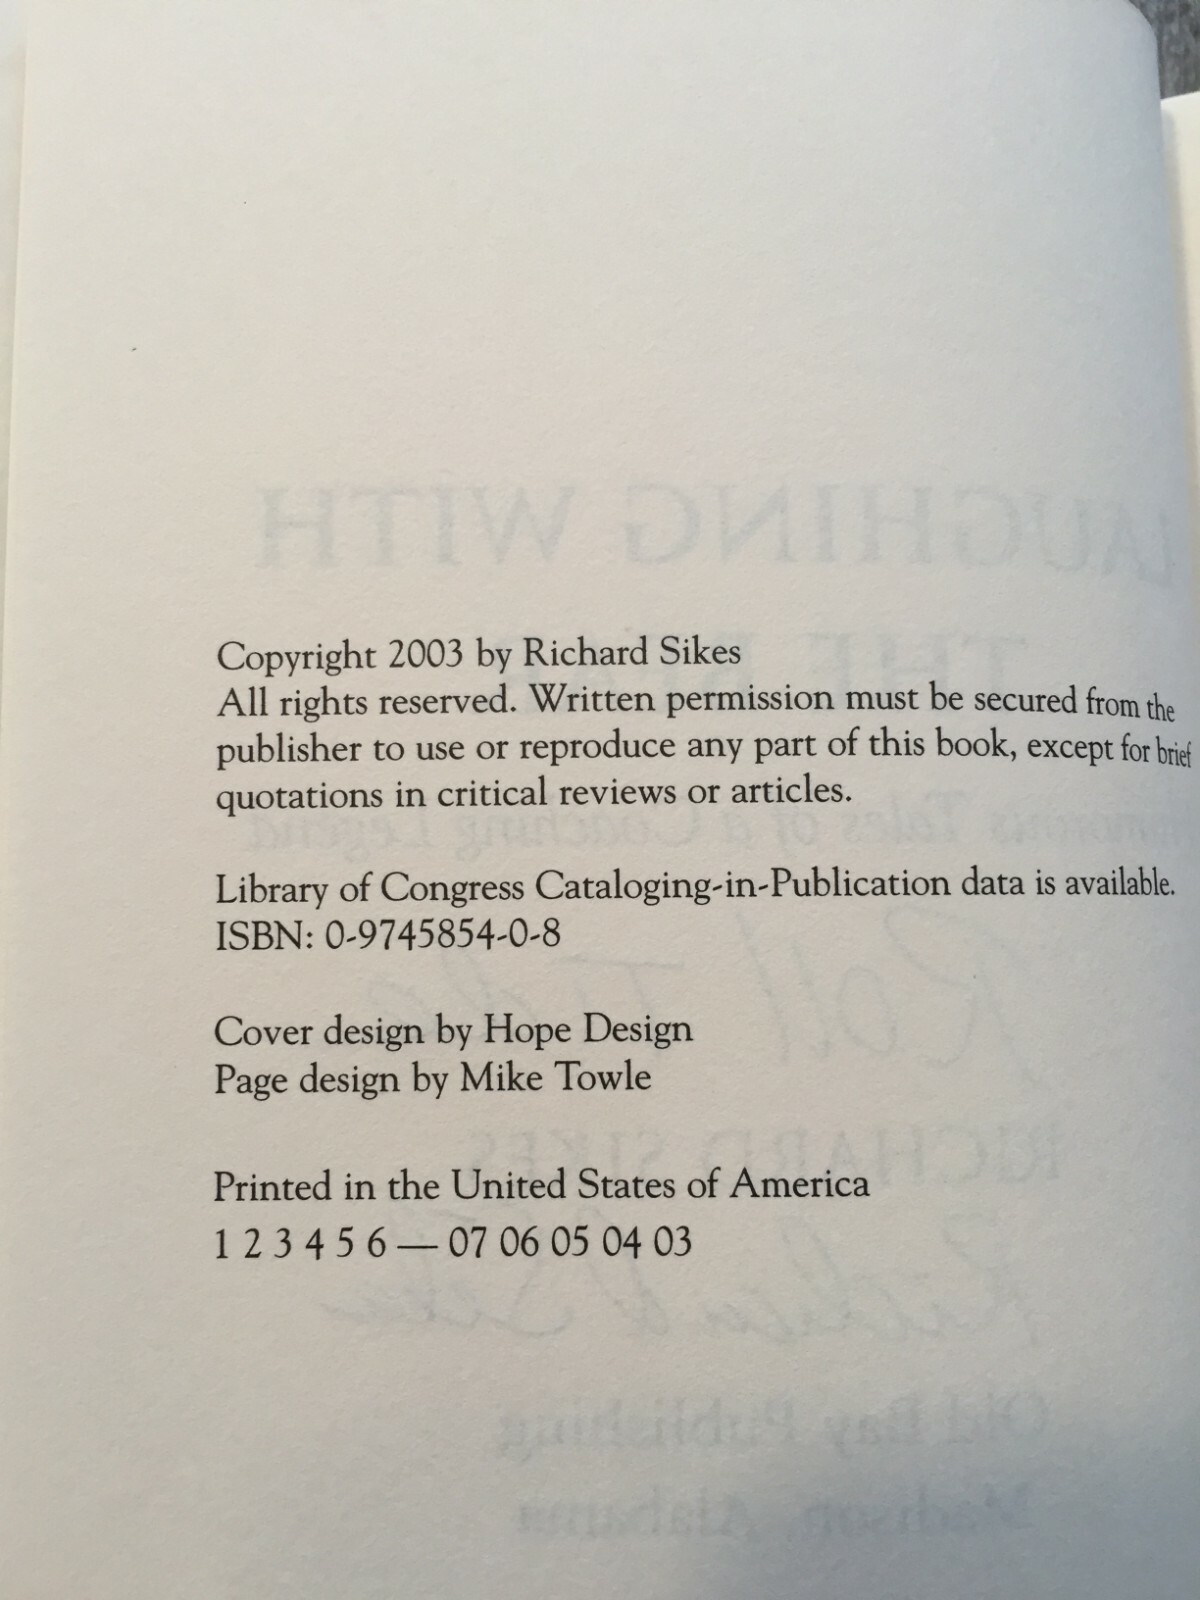 Copyright 2003 by Richard Sikes
All rights reserved. Written permission must be secured from the
publisher to use or reproduce any part of this book, except for brief
quotations in critical reviews or articles.
Library of Congress Cataloging-in-Publication data is available.
ISBN: 0-9745854-0-8
Cover design by Hope Design
Page design by Mike Towle
Printed in the United States of America
1 2 3 4 5 6 — 07 06 05 04 03